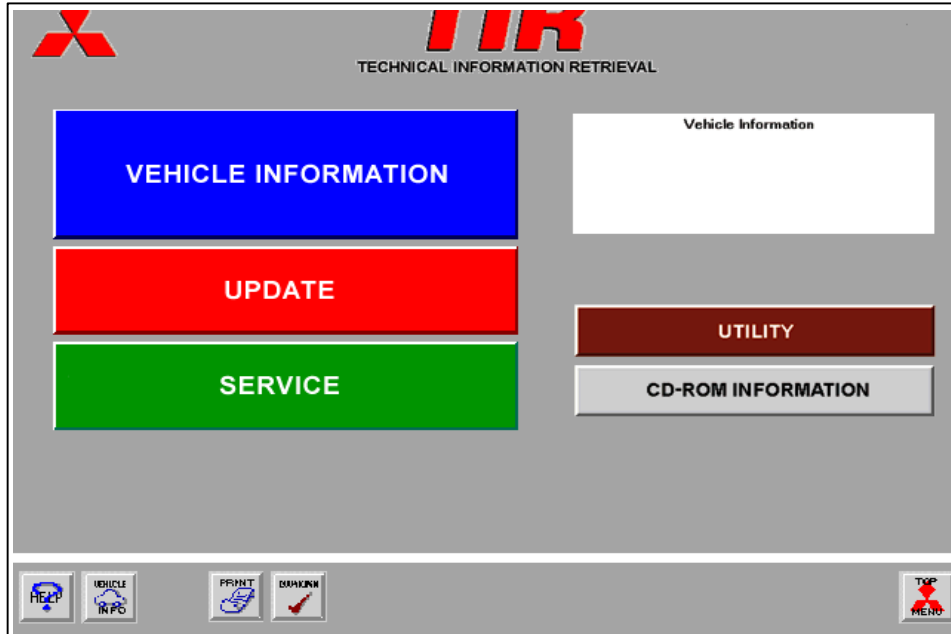 TIR
TECHNICAL INFORMATION RETRIEVAL
VEHICLE INFORMATION
Vehicle Information
UPDATE
UTILITY
SERVICE
CD-ROM INFORMATION
HELP
VEHICLE
INFO
PRINT
TOP
MENU